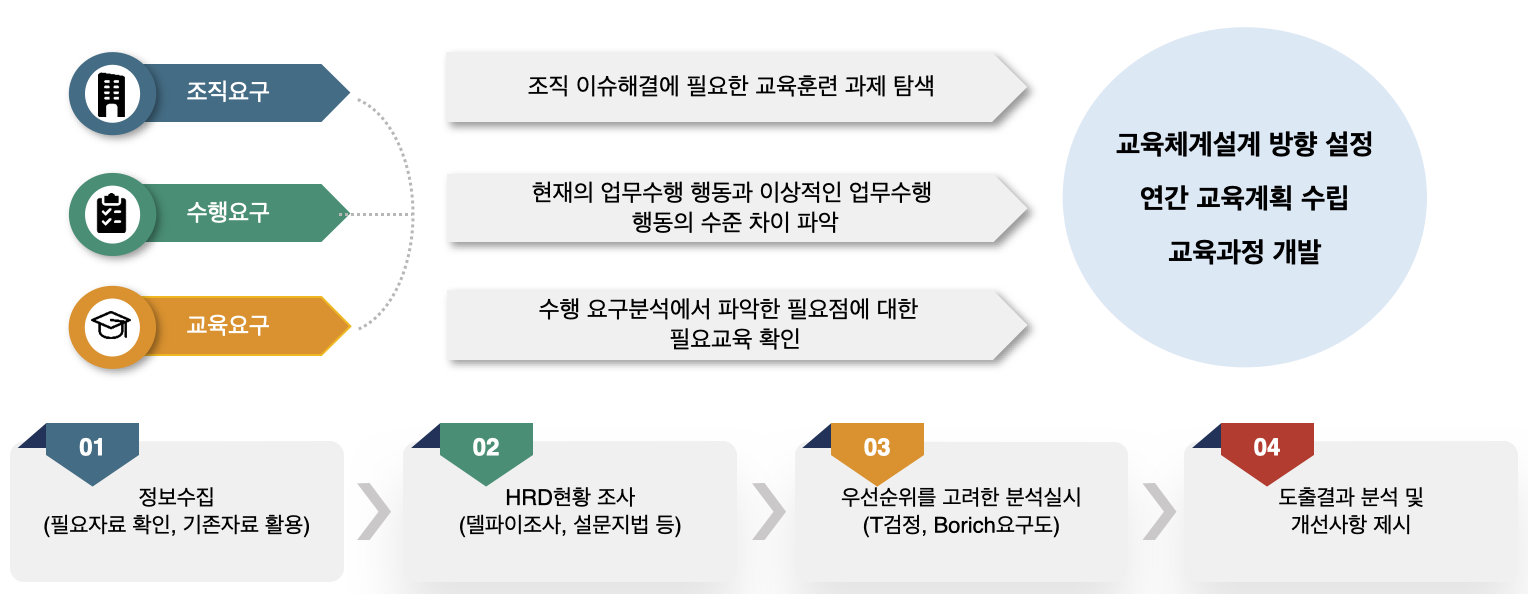 조직요구
조직 이슈해결에 필요한 교육훈련 과제 탐색
수행요구
현재의 업무수행 행동과 이상적인 업무수행
행동의 수준 차이 파악
교육요구
수행 요구분석에서 파악한 필요점에 대한
필요교육 확인
교육체계설계 방향 설정
연간 교육계획 수립
교육과정 개발
01
정보수집
(필요자료 확인, 기존자료 활용)
02
HRD현황 조사
(델파이조사, 설문지법 등)
03
우선순위를 고려한 분석실시
(T검정, Borich요구도)
04
도출결과 분석 및
개선사항 제시